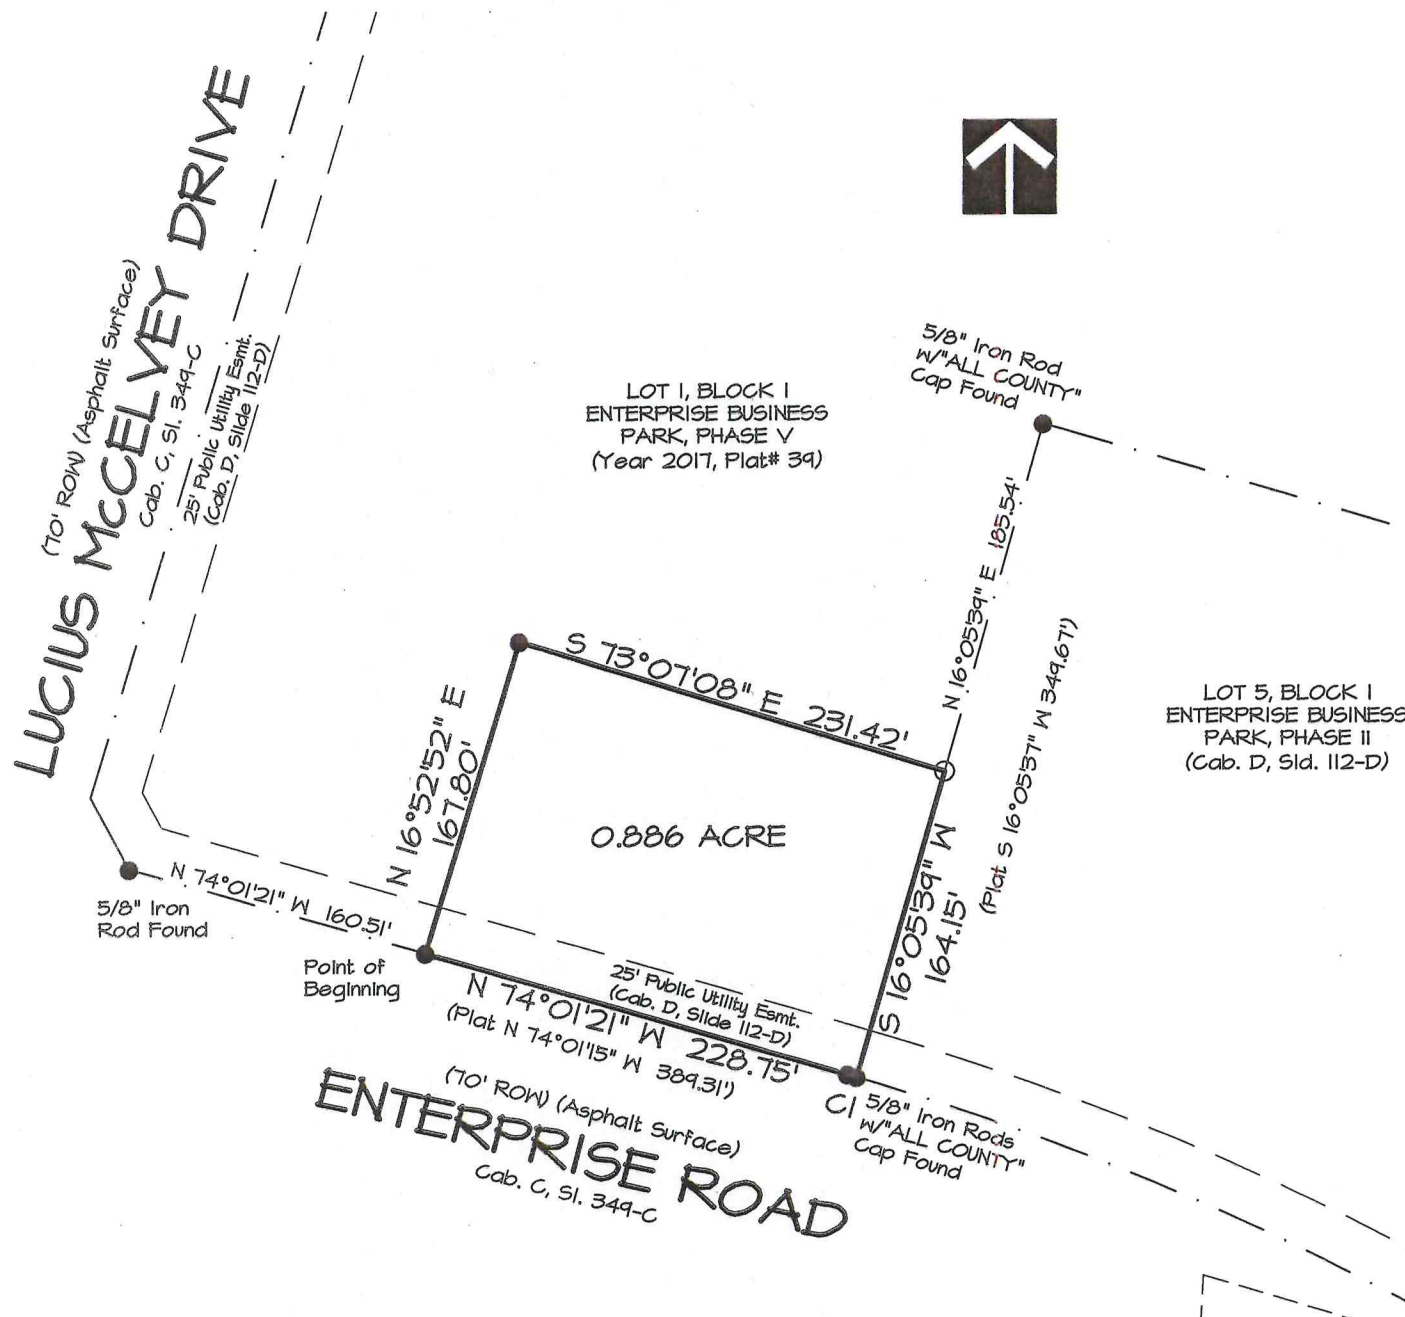 LUCIUS McCELVEY DRIVE
(70' ROW) (Asphalt Surface)
Cab. C, Sl. 349-C
25' Public Utility Esmt.
(Cab. D, Slide 112-D)
5/8" Iron Rod
W/"ALL COUNTY"
Cap Found
LOT 1, BLOCK 1
ENTERPRISE BUSINESS
PARK, PHASE V
(Year 2017, Plat# 39)
N 16°05'39" E 185.54'
(Plat S 16°05'37" W 349.67')
LOT 5, BLOCK 1
ENTERPRISE BUSINESS
PARK, PHASE II
(Cab. D, Sld. 112-D)
S 73°07'08" E 231.42'
N 16°52'52" E
167.80'
0.886 ACRE
S 16°05'39" W
164.15'
N 74°01'21" W 160.51'
5/8" Iron
Rod Found
Point of
Beginning
25' Public Utility Esmt.
(Cab. D, Slide 112-D)
N 74°01'21" W 228.75'
(Plat N 74°01'15" W 389.31')
C1
5/8" Iron Rods
W/"ALL COUNTY"
Cap Found
(70' ROW) (Asphalt Surface)
ENTERPRISE ROAD
Cab. C, Sl. 349-C